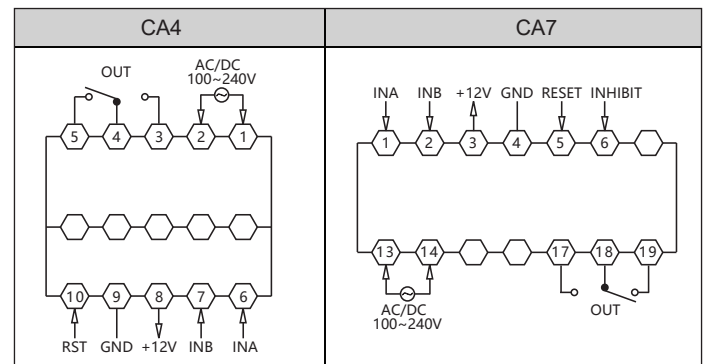 CA4
OUT
AC/DC
100~240V
5 4 3 2 1
10 9 8 7 6
RST GND +12V INB INA
CA7
INA INB +12V GND RESET INHIBIT
1 2 3 4 5 6
13 14 17 18 19
AC/DC
100~240V
OUT